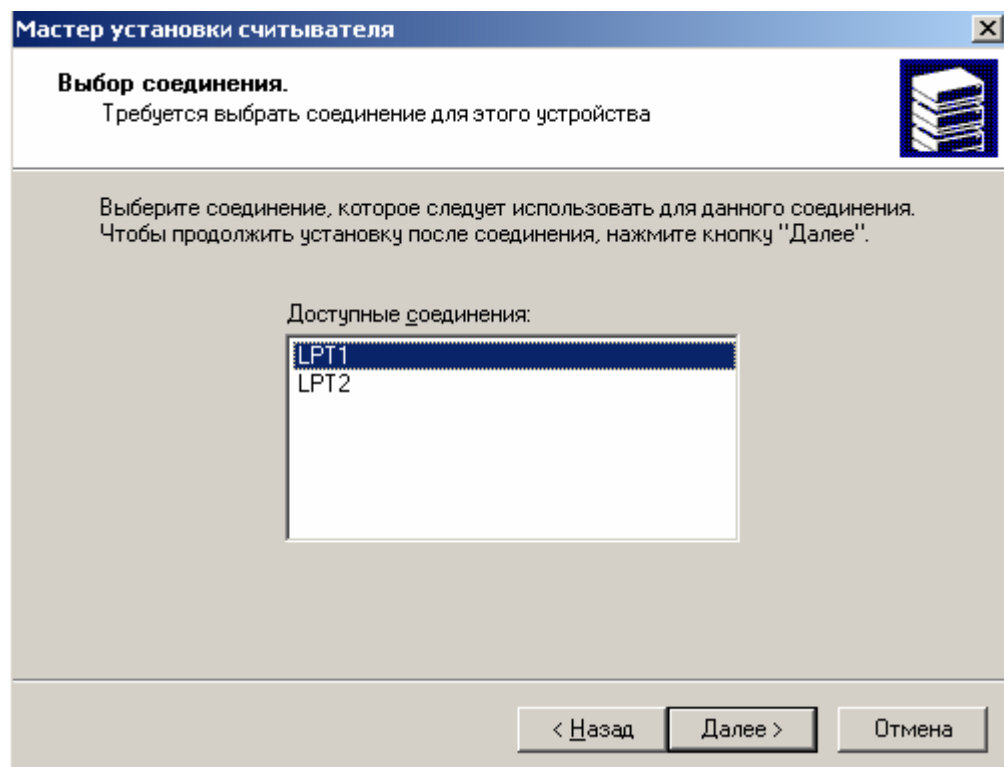 Мастер установки считывателя
Выбор соединения.
Требуется выбрать соединение для этого устройства
Выберите соединение, которое следует использовать для данного соединения.
Чтобы продолжить установку после соединения, нажмите кнопку "Далее".
Доступные соединения:
LPT1
LPT2
< Назад
Далее >
Отмена